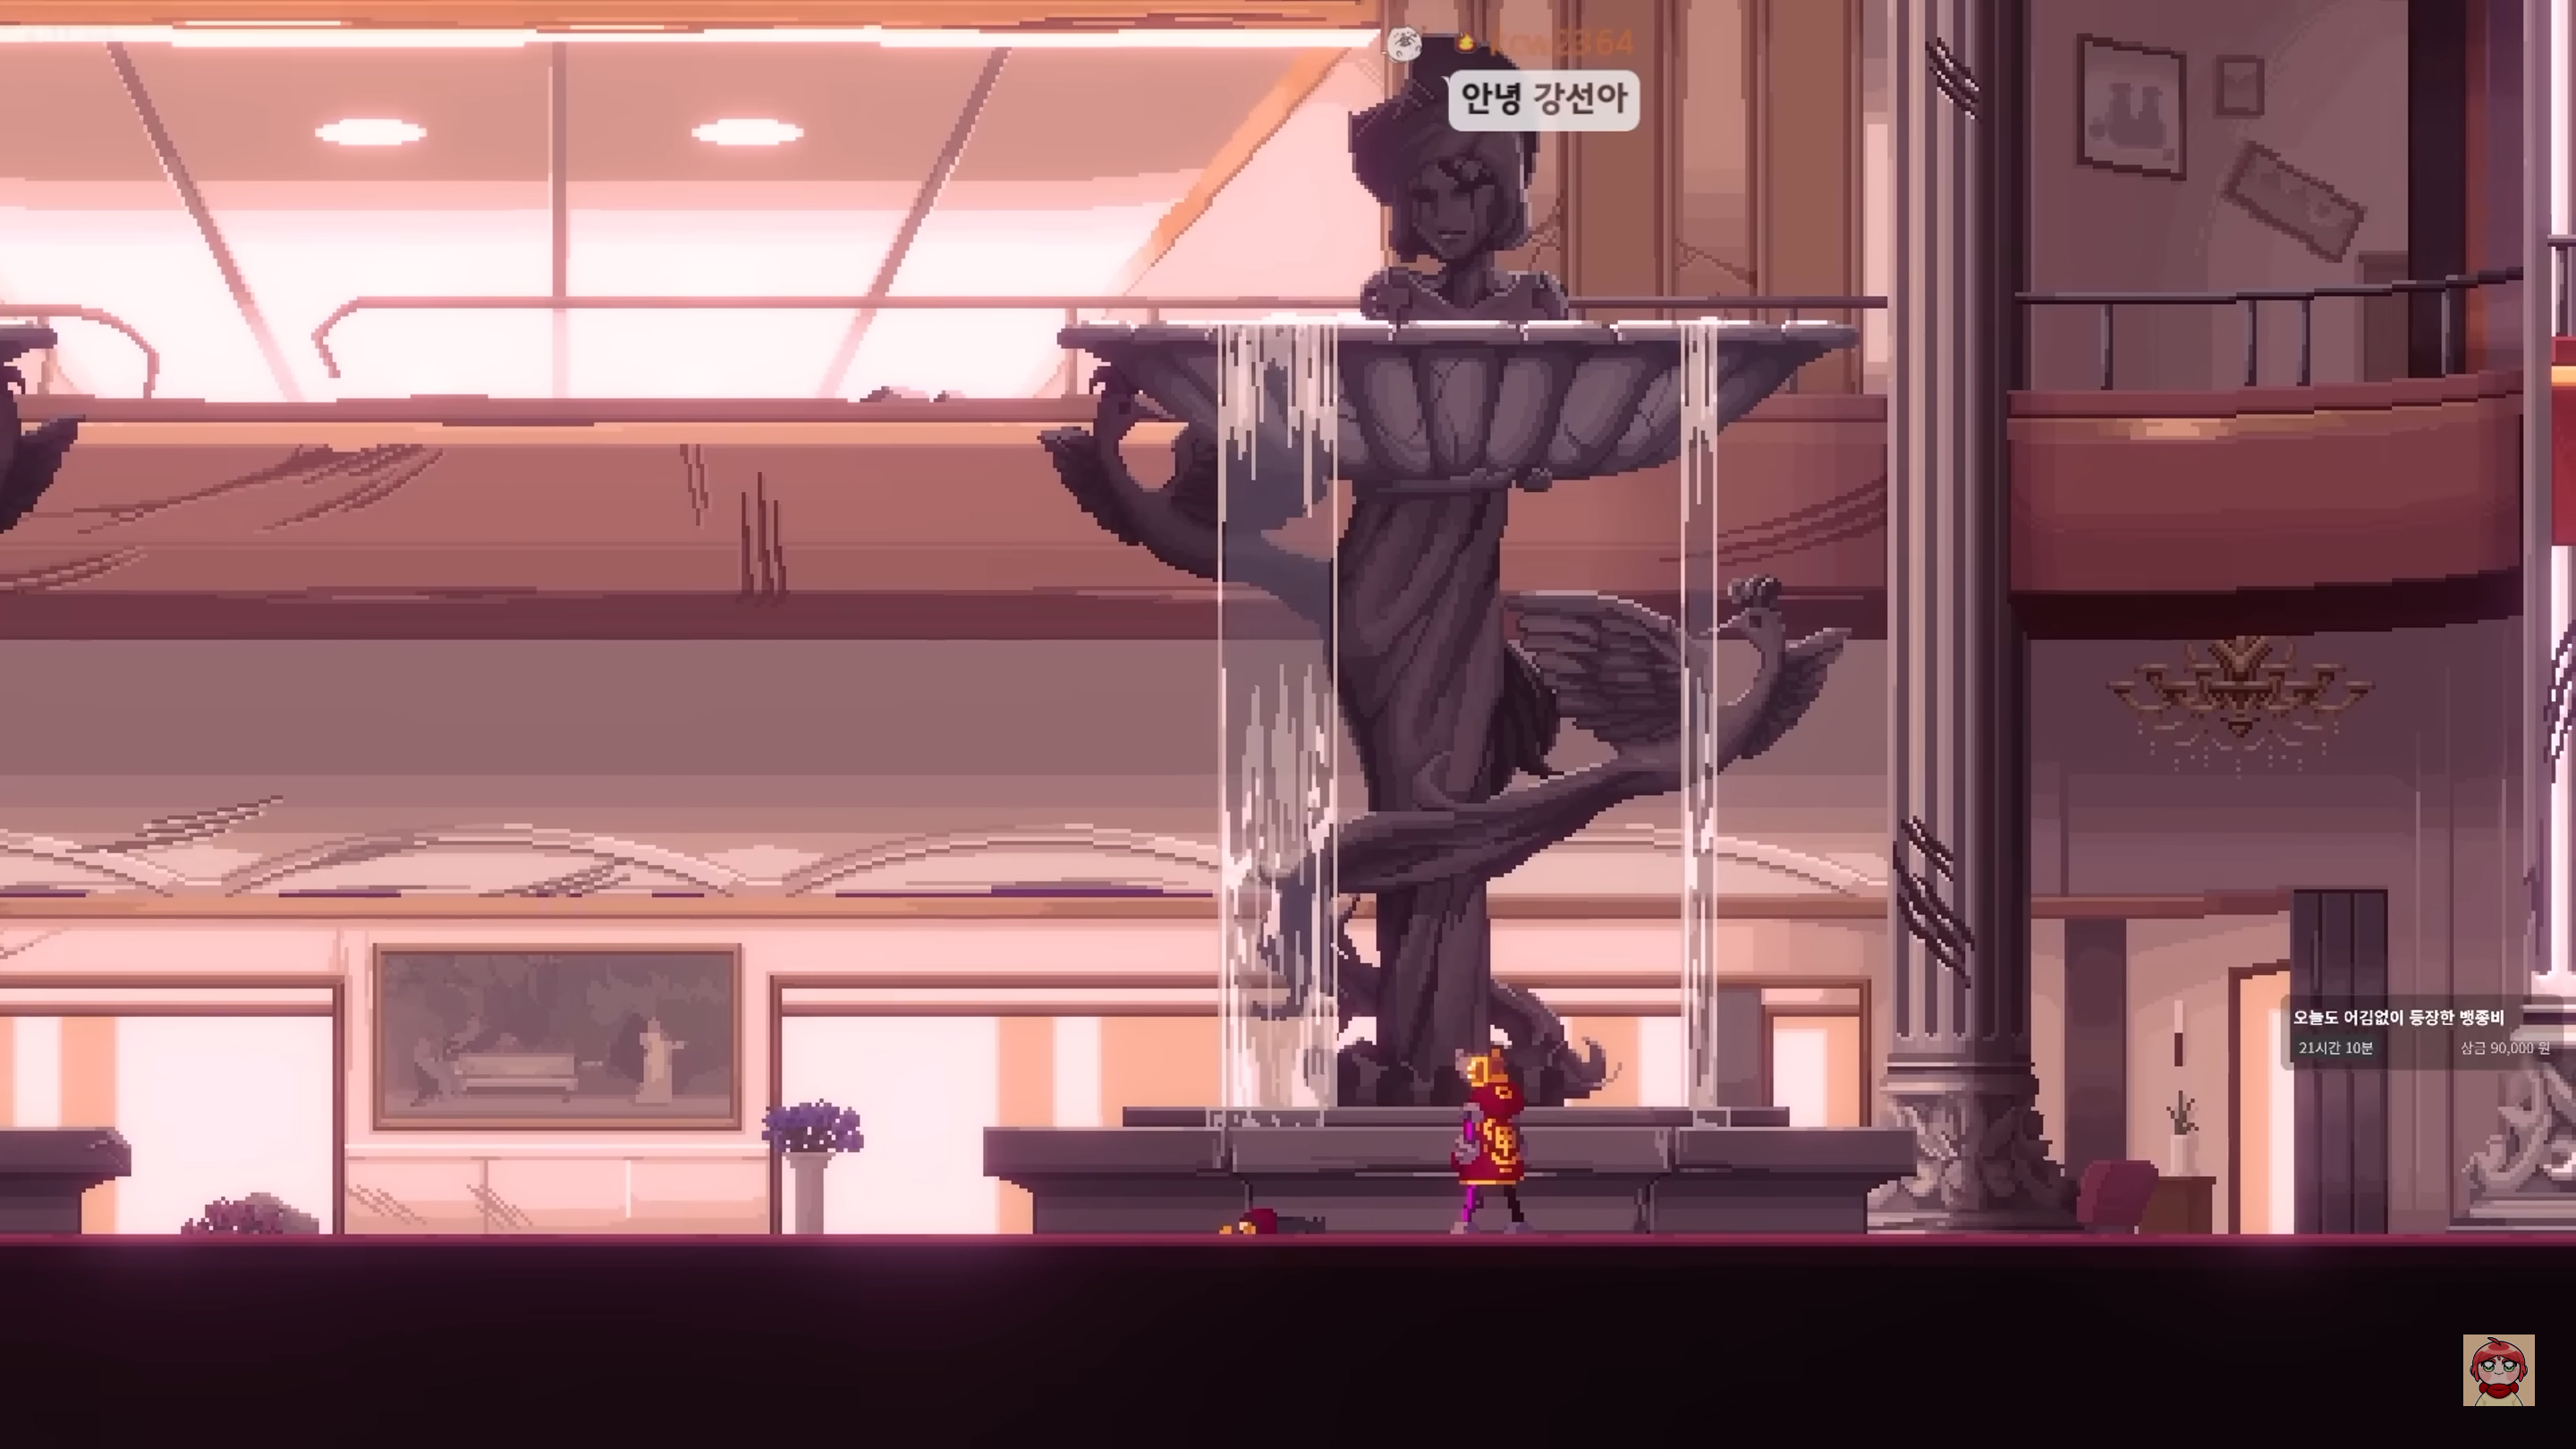 안녕 강선아
오늘도 어김없이 등장한 뱅종비
21시간 10분 상금 90,000 원